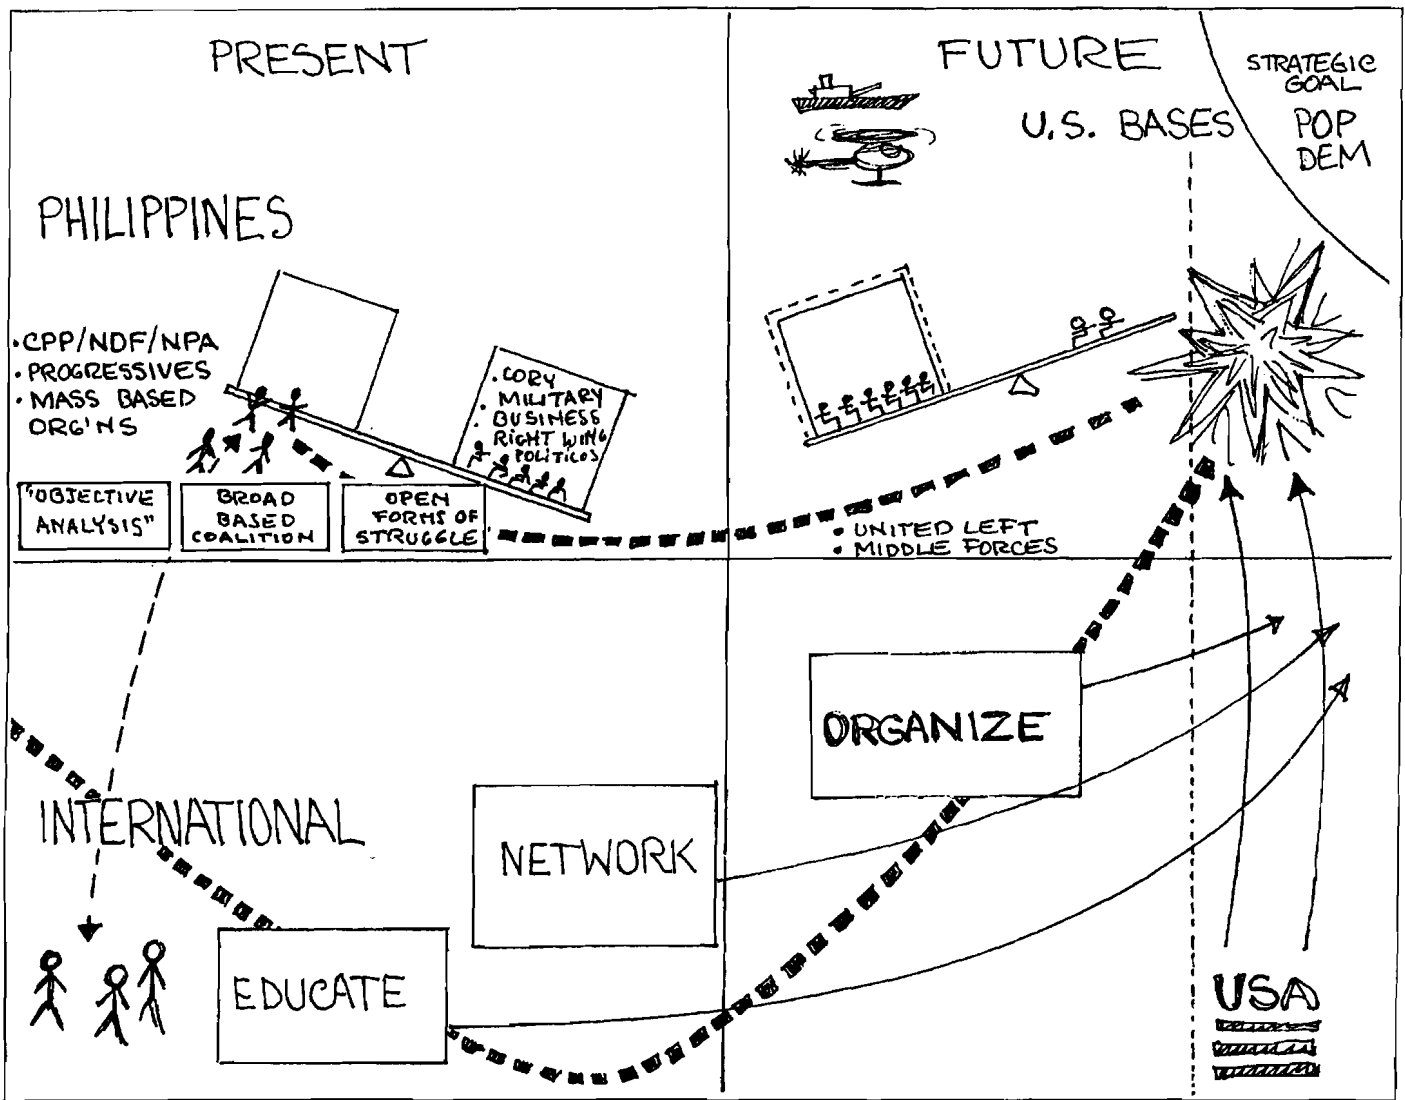 PRESENT
FUTURE
STRATEGIC
GOAL
POP
DEM
U.S. BASES
PHILIPPINES
• CPP/NDF/NPA
• PROGRESSIVES
• MASS BASED
ORG'NS
• CORY
• MILITARY
• BUSINESS
• RIGHT WING
POLITICOS
"OBJECTIVE
ANALYSIS"
BROAD
BASED
COALITION
OPEN
FORMS OF
STRUGGLE
• UNITED LEFT
• MIDDLE FORCES
ORGANIZE
INTERNATIONAL
NETWORK
EDUCATE
USA